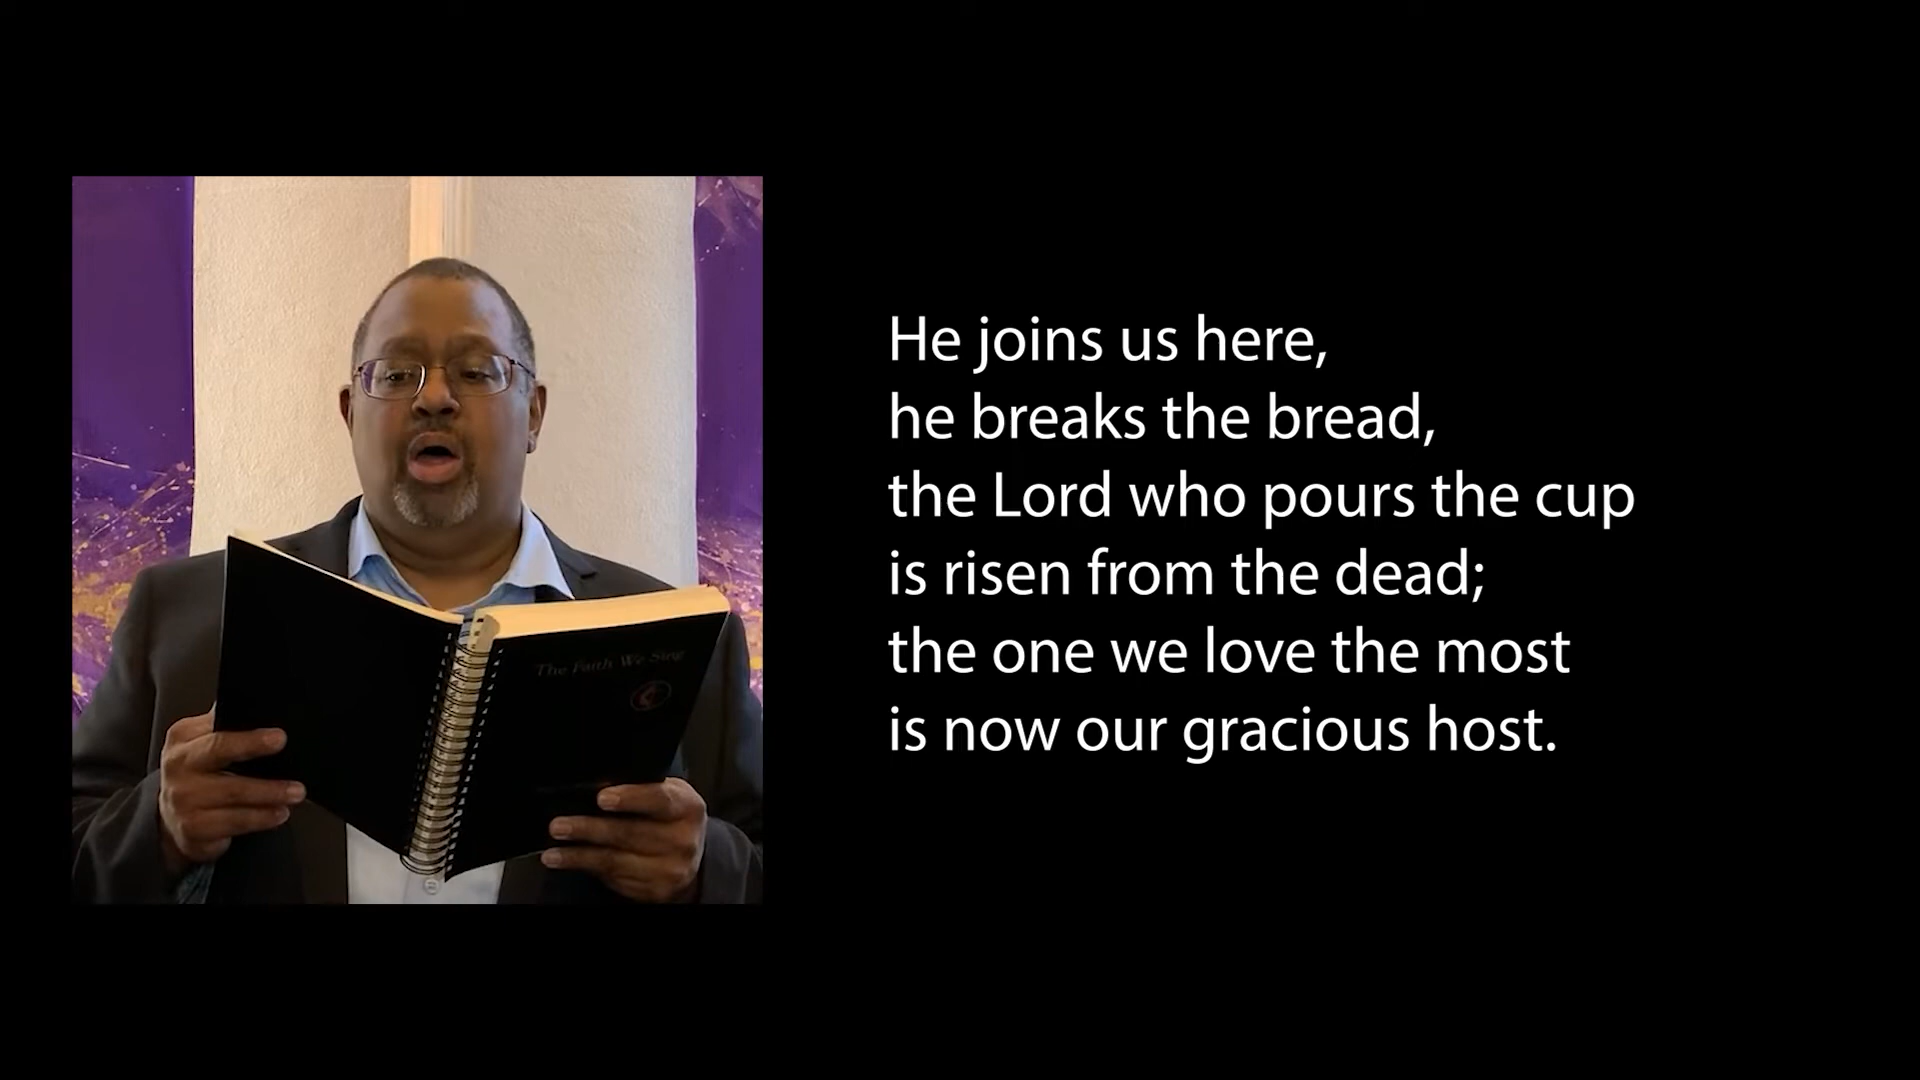 The Faith We Sing
He joins us here,
he breaks the bread,
the Lord who pours the cup
is risen from the dead;
the one we love the most
is now our gracious host.